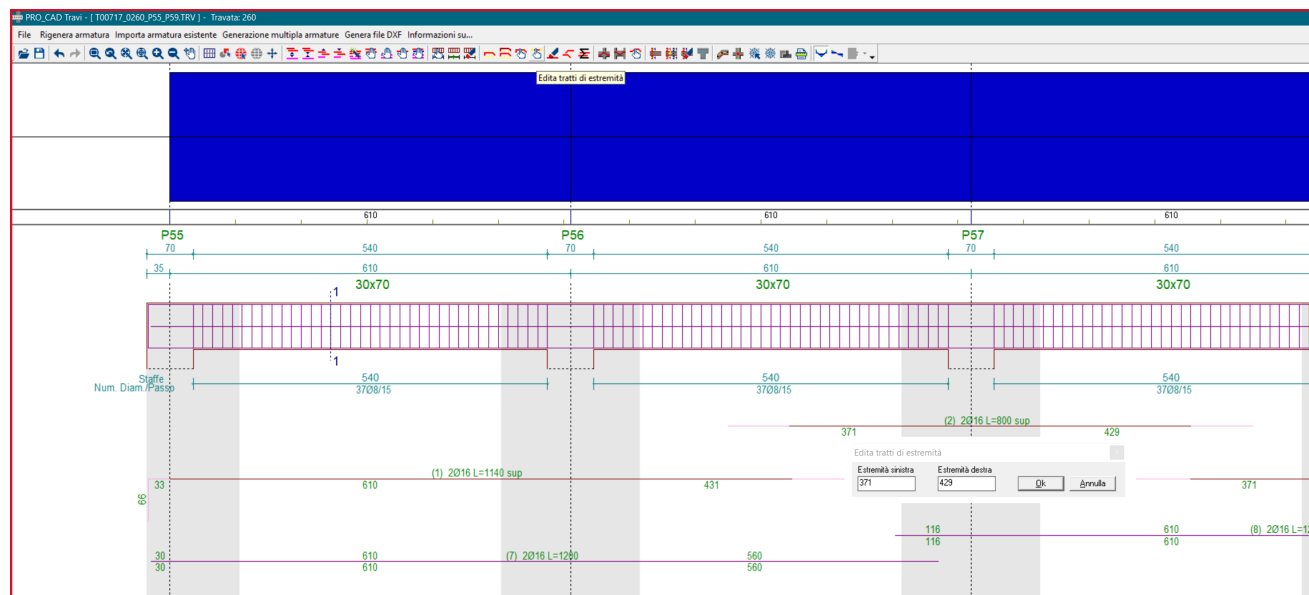 PRO_CAD Travi - [ T00717_0260_P55_P59.TRV ] - Travata: 260
File Rigenera armatura Importa armatura esistente Generazione multipla armature Genera file DXF Informazioni su...
Edita tratti di estremità
610 610 610
P55 P56 P57
70 540 70 540 70 540
35 610 610 610
30x70 30x70 30x70
1
1
Staffe
Num. Diam./Passo
540 540 540
37Ø8/15 37Ø8/15 37Ø8/15
(2) 2Ø16 L=800 sup
371 429
Edita tratti di estremità
Estremità sinistra Estremità destra
371 429 Ok Annulla
(1) 2Ø16 L=1140 sup
33 610 431 371
66
116 610 (8) 2Ø16
116 610
30 610 (7) 2Ø16 L=1200 560
30 610 560